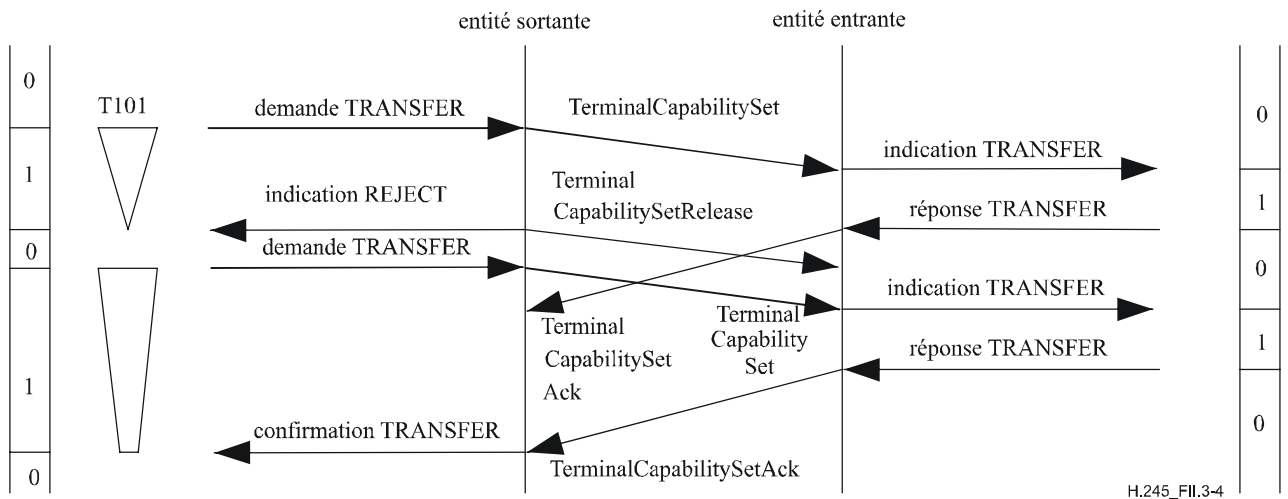 entité sortante
entité entrante
0
T101
demande TRANSFER
TerminalCapabilitySet
0
1
indication TRANSFER
indication REJECT
Terminal
CapabilitySetRelease
1
réponse TRANSFER
0
demande TRANSFER
0
indication TRANSFER
Terminal
CapabilitySet
Ack
Terminal
Capability
Set
1
réponse TRANSFER
1
0
confirmation TRANSFER
TerminalCapabilitySetAck
0
H.245_FII.3-4